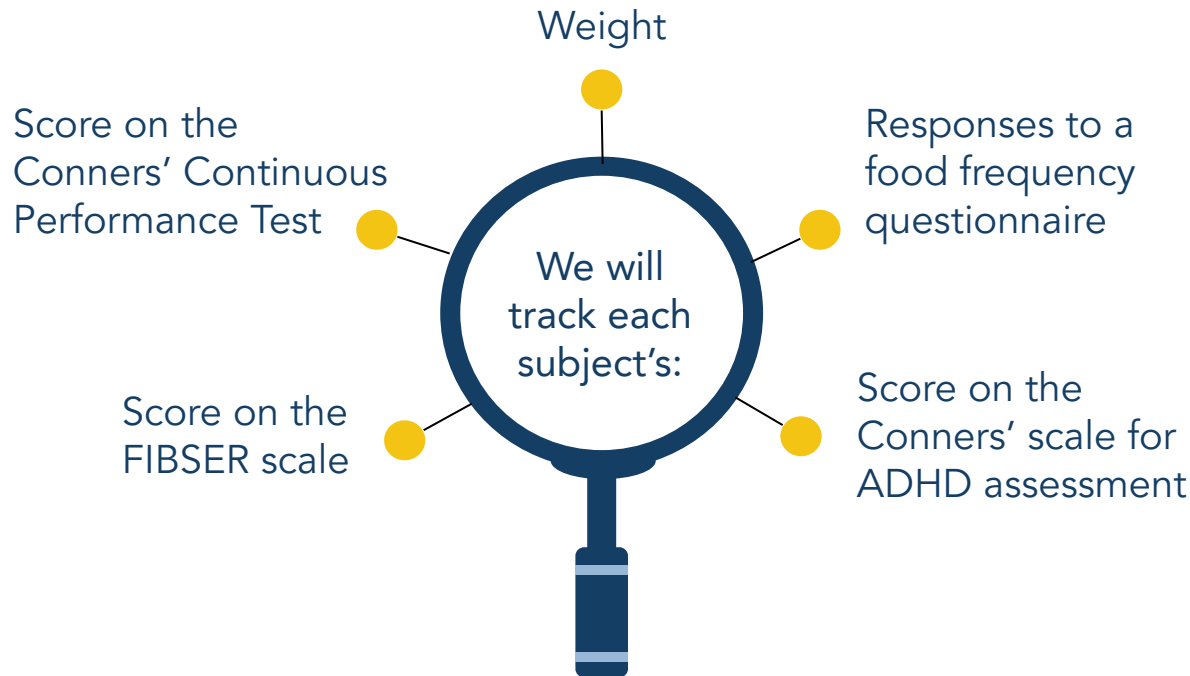 Weight
Score on the
Conners’ Continuous
Performance Test
Responses to a
food frequency
questionnaire
We will
track each
subject’s:
Score on the
FIBSER scale
Score on the
Conners’ scale for
ADHD assessment